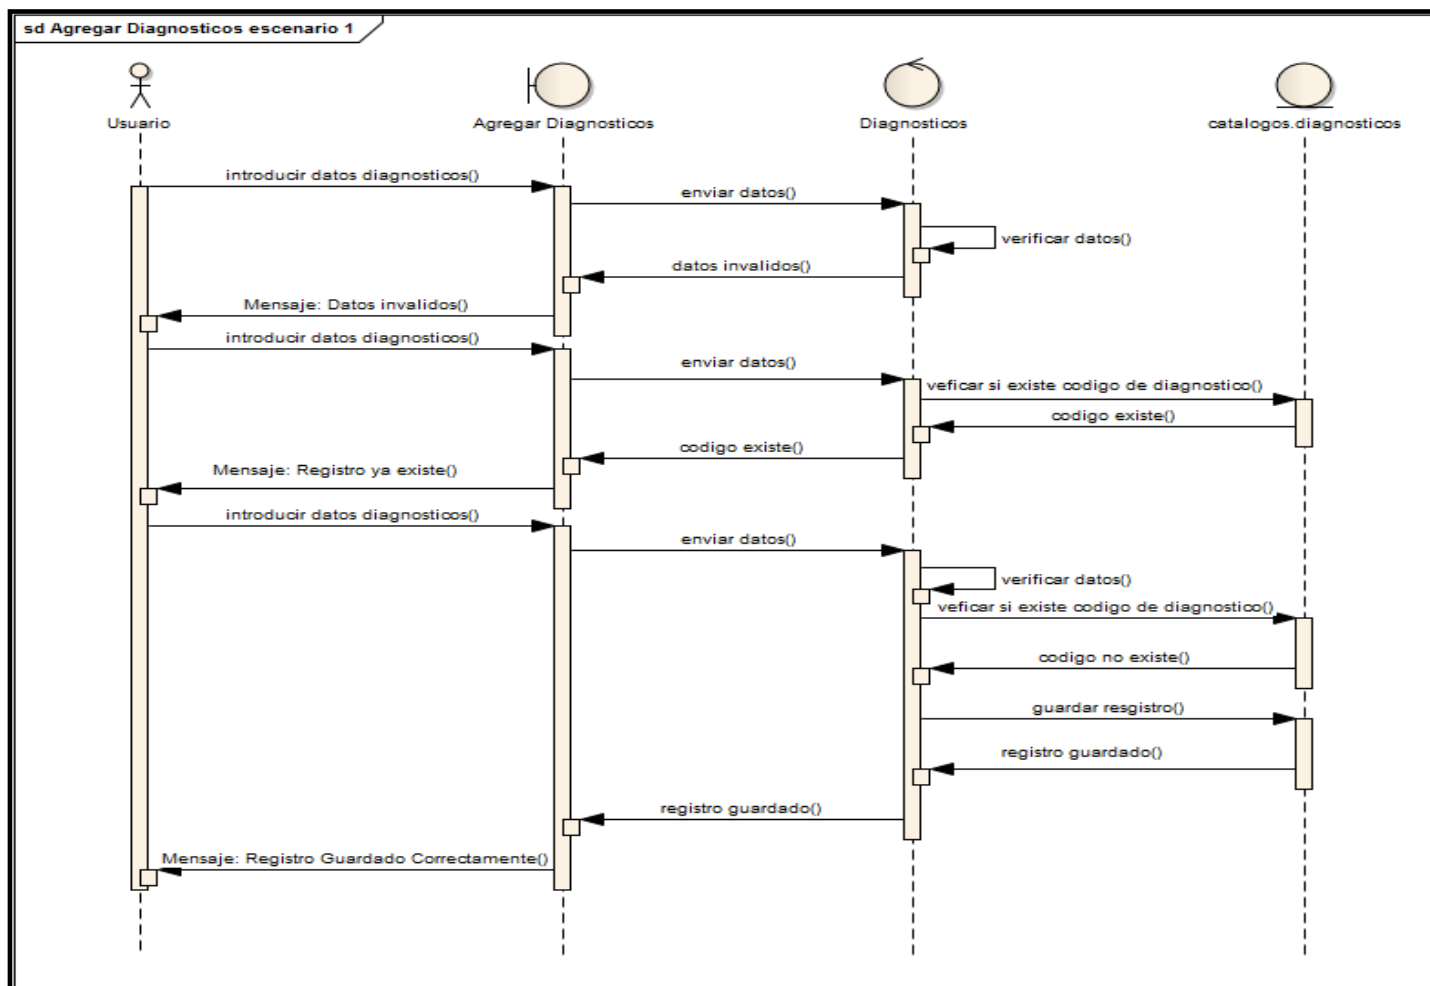 sd Agregar Diagnosticos escenario 1
Usuario
Agregar Diagnosticos
Diagnosticos
catalogos.diagnosticos
introducir datos diagnosticos()
enviar datos()
verificar datos()
datos invalidos()
Mensaje: Datos invalidos()
introducir datos diagnosticos()
enviar datos()
veficar si existe codigo de diagnostico()
codigo existe()
codigo existe()
Mensaje: Registro ya existe()
introducir datos diagnosticos()
enviar datos()
verificar datos()
veficar si existe codigo de diagnostico()
codigo no existe()
guardar resgistro()
registro guardado()
registro guardado()
Mensaje: Registro Guardado Correctamente()